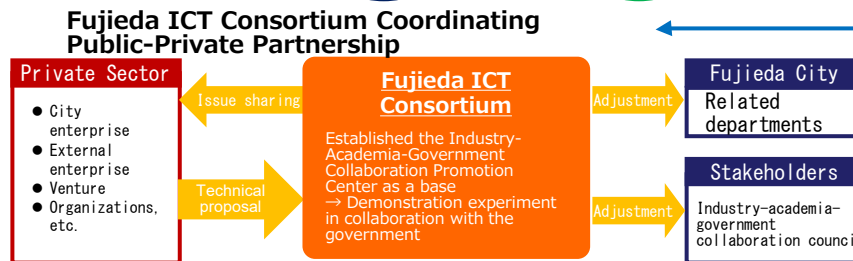 Fujieda ICT Consortium Coordinating
Public-Private Partnership
Private Sector
● City
enterprise
● External
enterprise
● Venture
● Organizations,
etc.
Issue sharing
Technical
proposal
Fujieda ICT
Consortium
Established the Industry-
Academia-Government
Collaboration Promotion
Center as a base
→ Demonstration experiment
in collaboration with the
government
Adjustment
Adjustment
Fujieda City
Related
departments
Stakeholders
Industry-academia-
government
collaboration counci